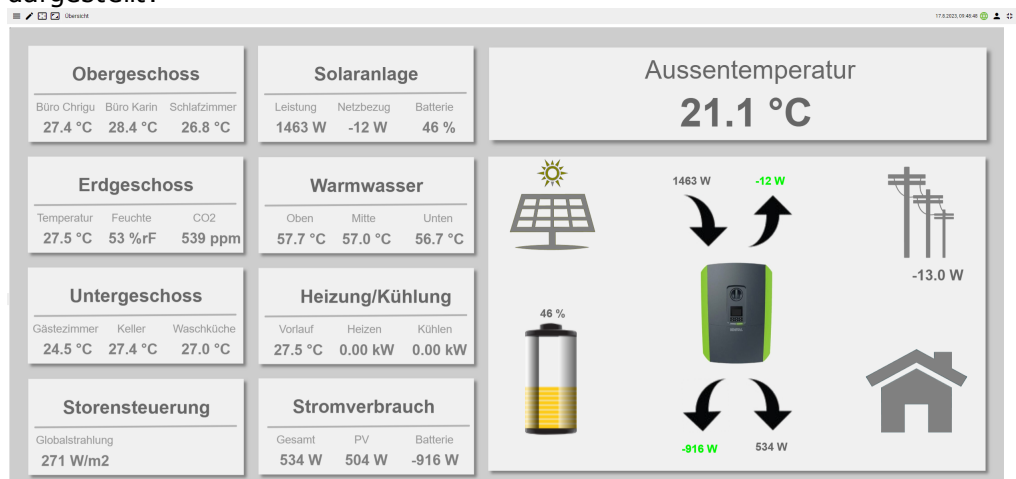 dargestellt?
Übersicht
17.8.2023, 09:48:48
Obergeschoss
Büro Chrigu Büro Karin Schlafzimmer
27.4 °C 28.4 °C 26.8 °C
Solaranlage
Leistung Netzbezug Batterie
1463 W -12 W 46 %
Aussentemperatur
21.1 °C
Erdgeschoss
Temperatur Feuchte CO2
27.5 °C 53 %rF 539 ppm
Warmwasser
Oben Mitte Unten
57.7 °C 57.0 °C 56.7 °C
Untergeschoss
Gästezimmer Keller Waschküche
24.5 °C 27.4 °C 27.0 °C
Heizung/Kühlung
Vorlauf Heizen Kühlen
27.5 °C 0.00 kW 0.00 kW
Storensteuerung
Globalstrahlung
271 W/m2
Stromverbrauch
Gesamt PV Batterie
534 W 504 W -916 W
1463 W -12 W
-13.0 W
46 %
-916 W 534 W